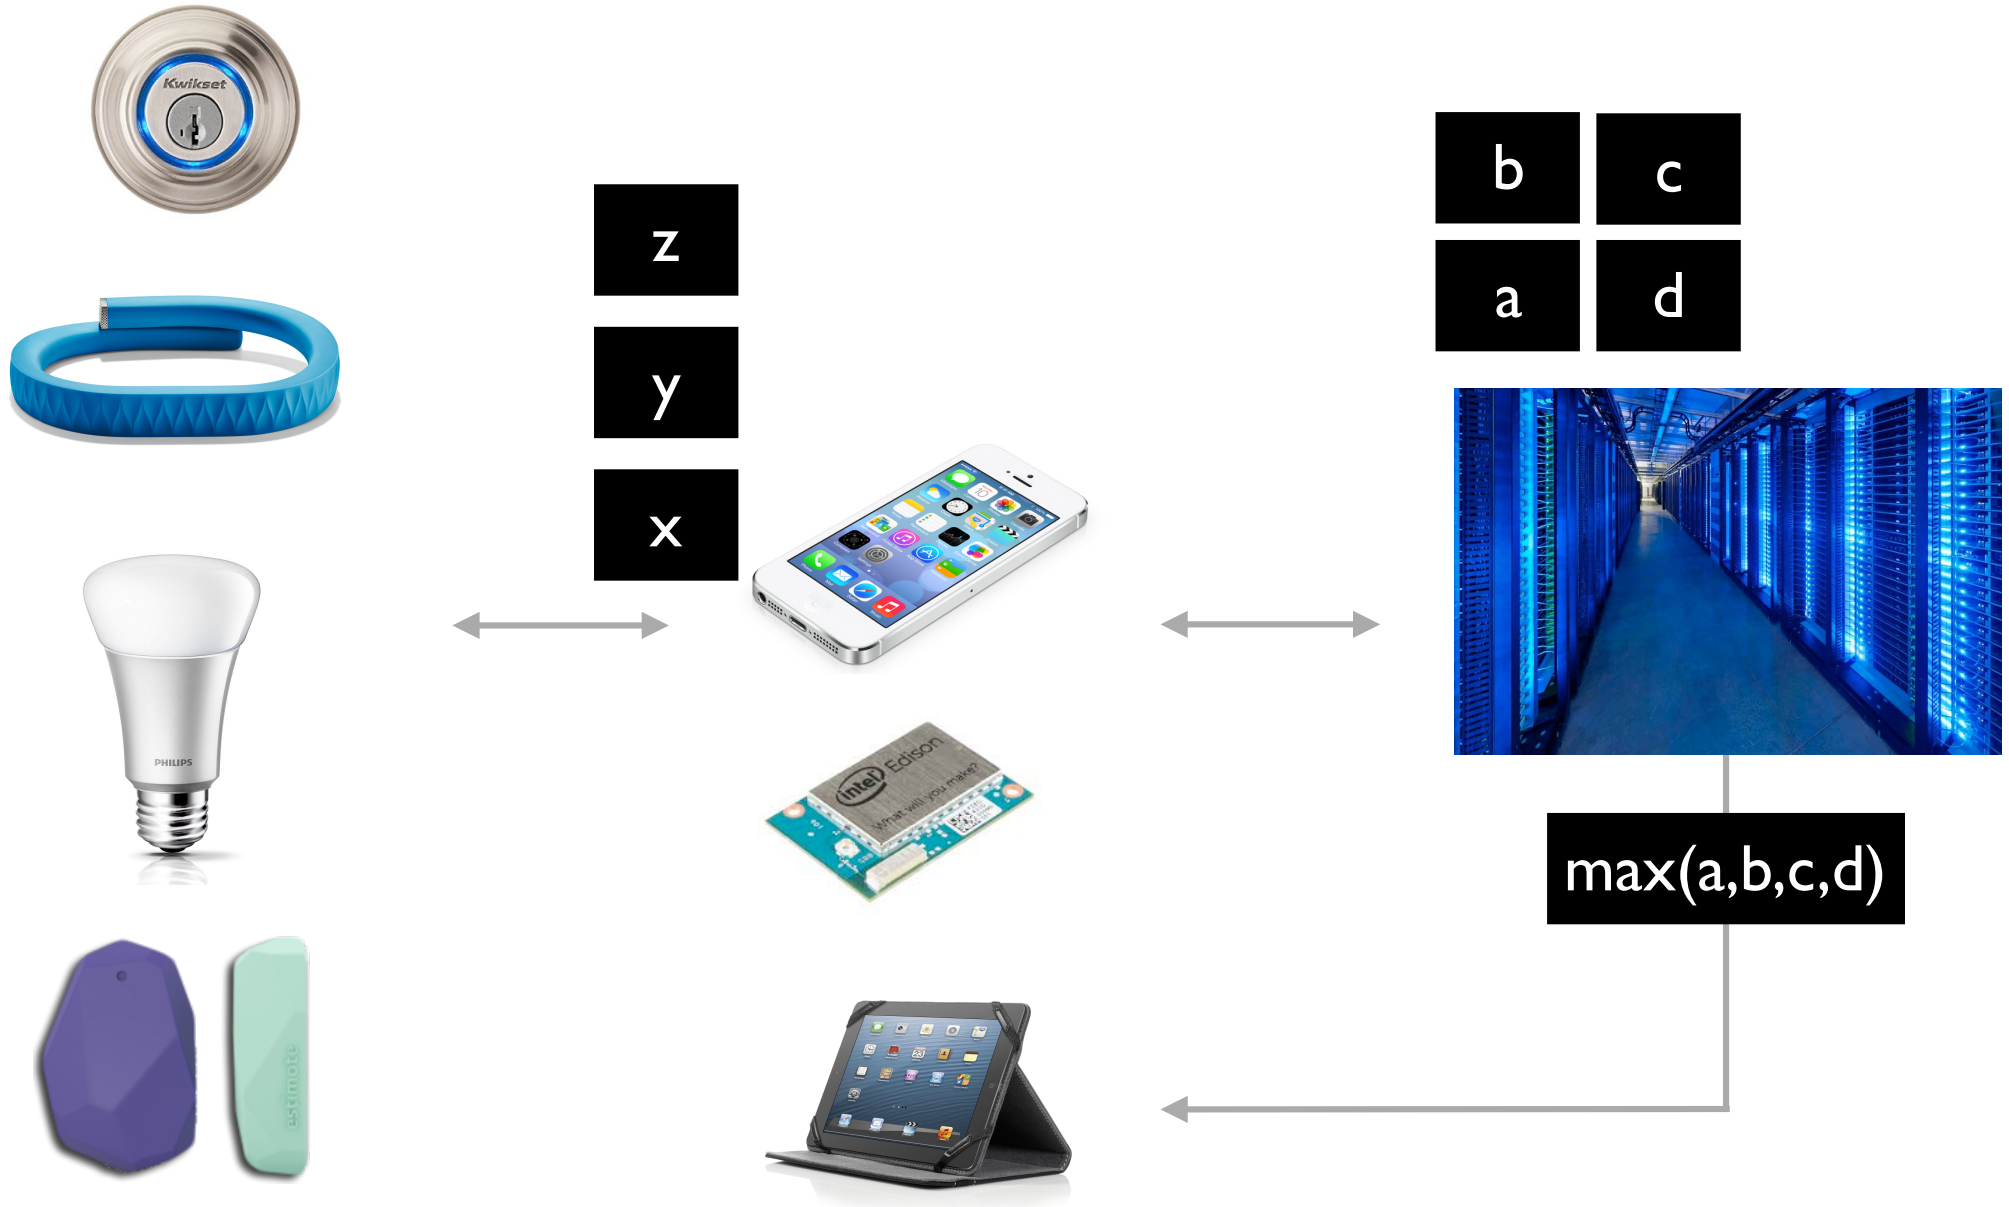 Kwikset
z
y
x
b
c
a
d
PHILIPS
intel Edison
What will you make?
max(a,b,c,d)
estimote